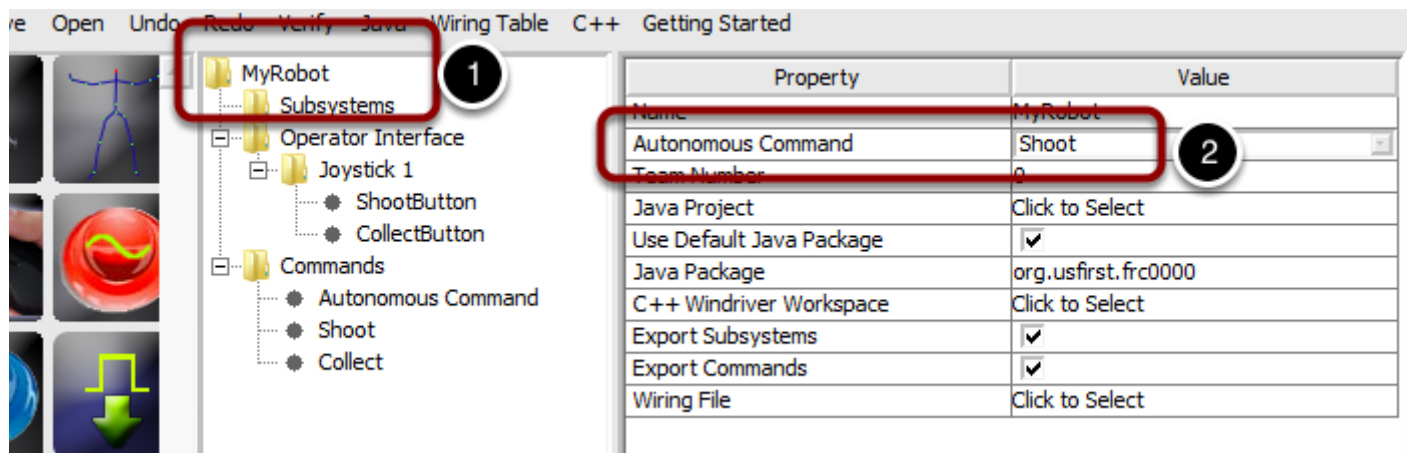 ve Open Undo Redo Verify Java Wiring Table C++ Getting Started
MyRobot
1
Subsystems
Operator Interface
Joystick 1
ShootButton
CollectButton
Commands
Autonomous Command
Shoot
Collect
Property Value
Name MyRobot
Autonomous Command Shoot
2
Team Number 0
Java Project Click to Select
Use Default Java Package
Java Package org.usfirst.frc0000
C++ Windriver Workspace Click to Select
Export Subsystems
Export Commands
Wiring File Click to Select